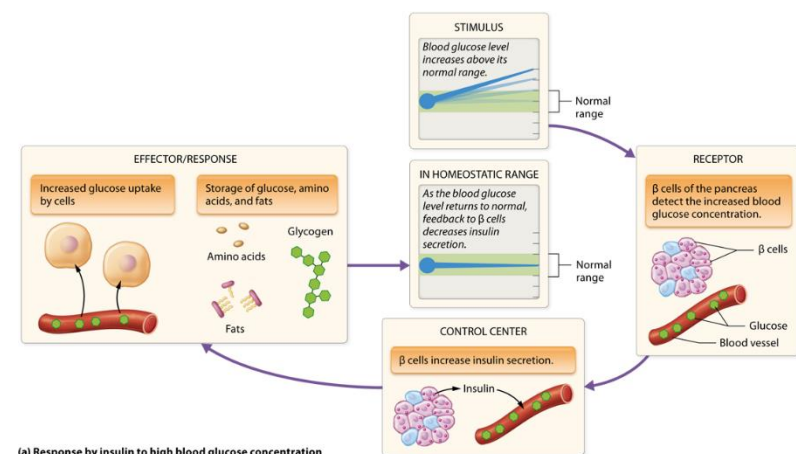 STIMULUS
Blood glucose level
increases above its
normal range.
Normal
range
EFFECTOR/RESPONSE
Increased glucose uptake
by cells
Storage of glucose, amino
acids, and fats
Amino acids
Glycogen
Fats
IN HOMEOSTATIC RANGE
As the blood glucose
level returns to normal,
feedback to β cells
decreases insulin
secretion.
Normal
range
RECEPTOR
β cells of the pancreas
detect the increased blood
glucose concentration.
β cells
Glucose
Blood vessel
CONTROL CENTER
β cells increase insulin secretion.
Insulin
(a) Response by insulin to high blood glucose concentration